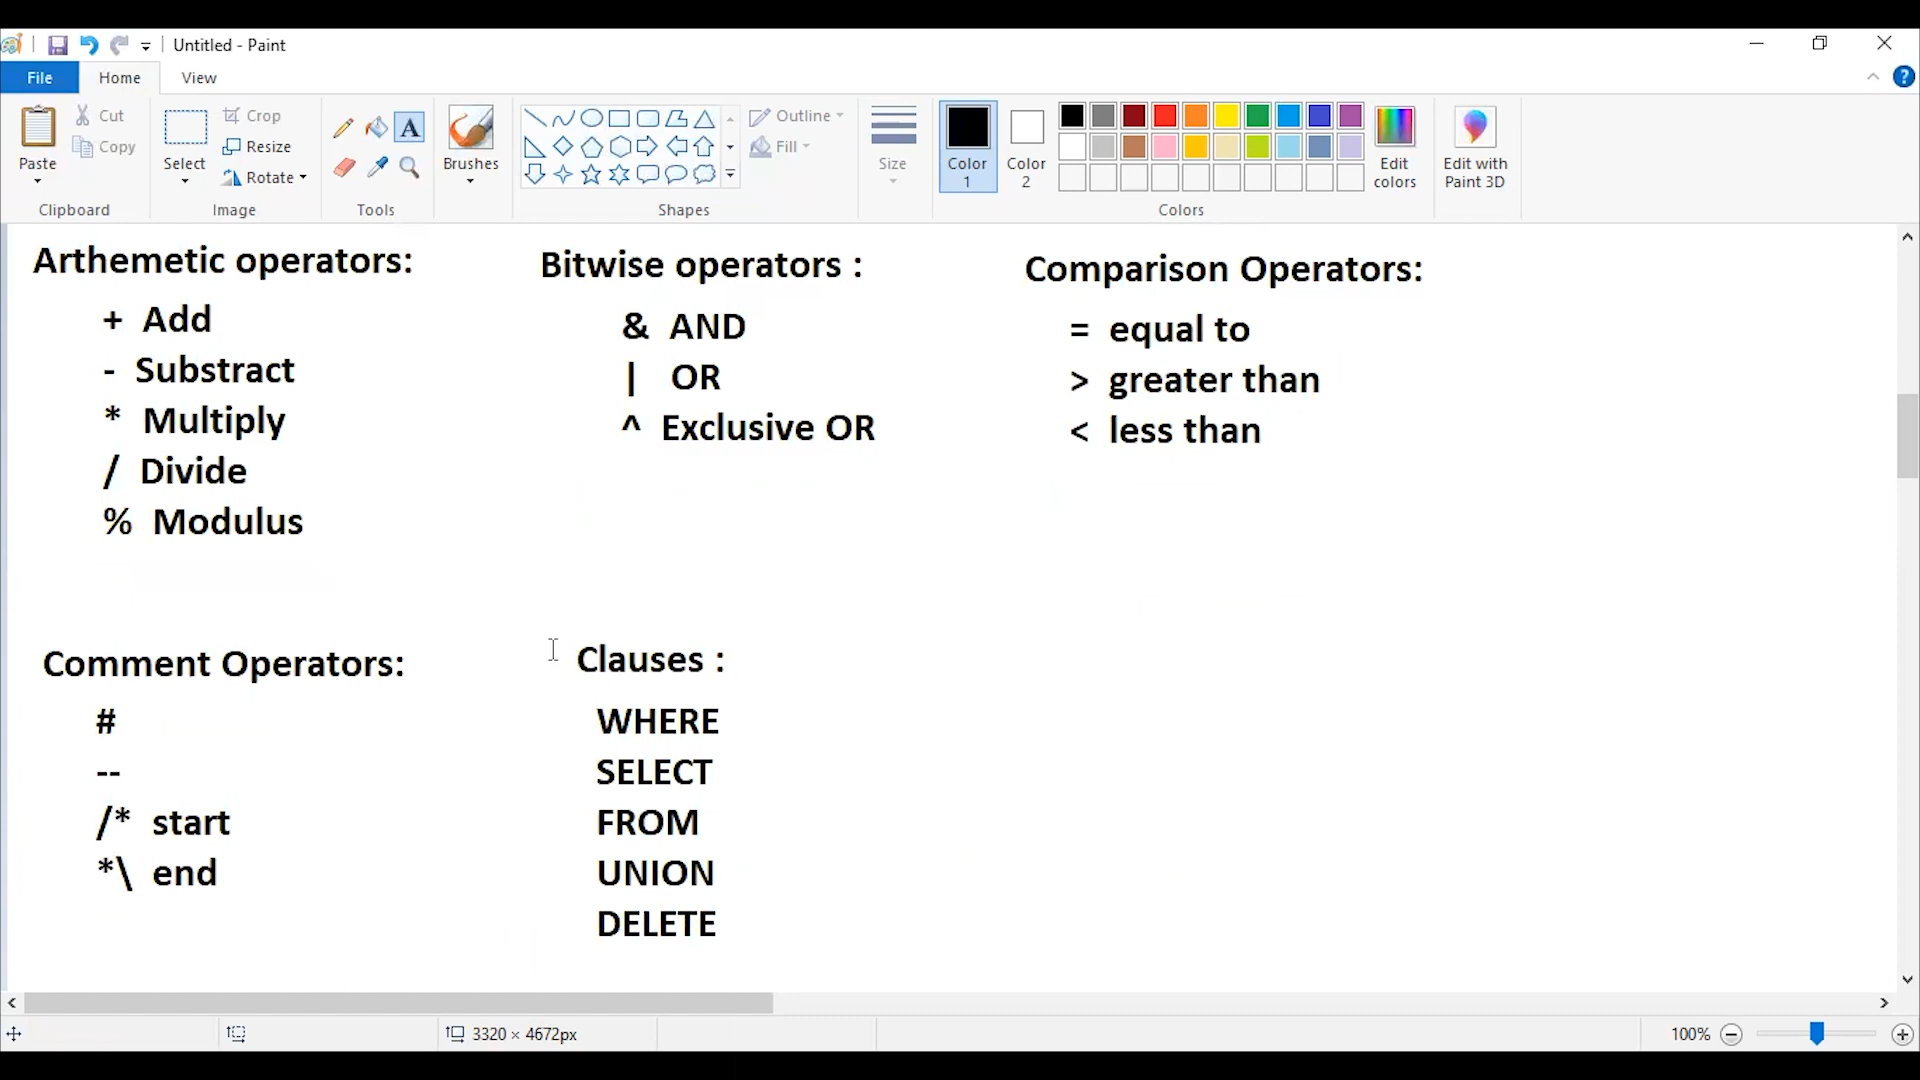 Untitled - Paint
File Home View
Paste
Cut
Copy
Clipboard
Select
Crop
Resize
Rotate
Image
A
Tools
Brushes
Shapes
Outline
Fill
Size
Color 1
Color 2
Edit colors
Colors
Edit with Paint 3D
?
Arthemetic operators:
+ Add
- Substract
* Multiply
/ Divide
% Modulus
Bitwise operators :
& AND
| OR
^ Exclusive OR
Comparison Operators:
= equal to
> greater than
< less than
Comment Operators:
#
--
/* start
*\ end
Clauses :
WHERE
SELECT
FROM
UNION
DELETE
3320 × 4672px
100%